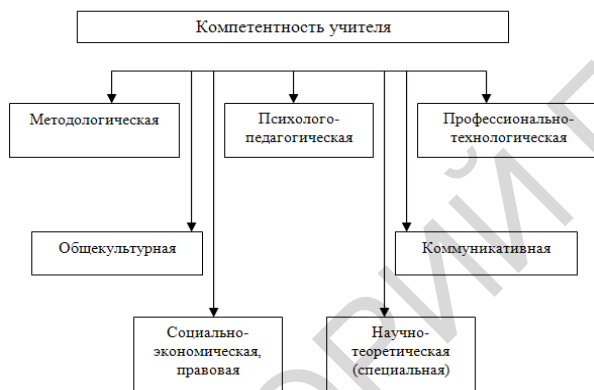 Компетентность учителя
Методологическая
Психолого-
педагогическая
Профессионально-
технологическая
Общекультурная
Коммуникативная
Социально-
экономическая,
правовая
Научно-
теоретическая
(специальная)